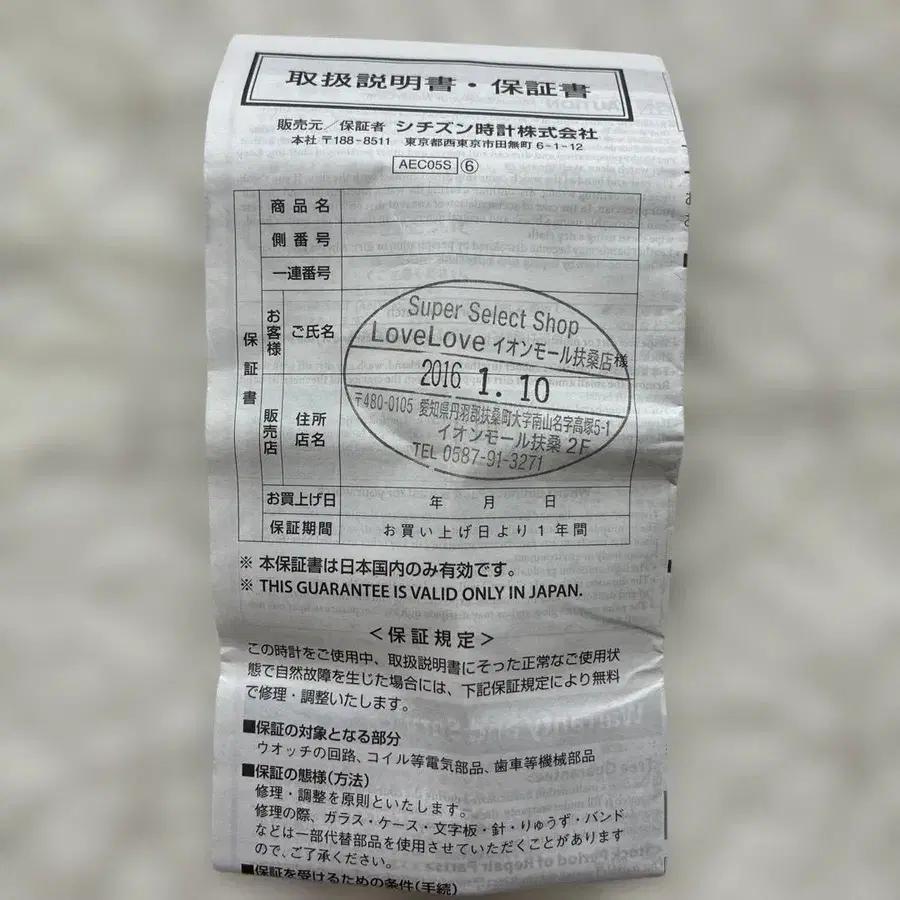 取扱説明書・保証書
販売元／保証者 シチズン時計株式会社
本社 〒188-8511 東京都西東京市田無町 6-1-12
AEC05S ⑥
商品名
側番号
一連番号
保証書
お客様
ご氏名
様
販売店
住所
店名
Super Select Shop
LoveLove イオンモール扶桑店
2016. 1. 10
〒480-0105 愛知県丹羽郡扶桑町大字南山名字高塚5-1
イオンモール扶桑 2F
TEL 0587-91-3271
お買上げ日 年 月 日
保証期間 お買い上げ日より1年間
※ 本保証書は日本国内のみ有効です。
※ THIS GUARANTEE IS VALID ONLY IN JAPAN.
＜保証規定＞
この時計をご使用中、取扱説明書にそった正常なご使用状
態で自然故障を生じた場合には、下記保証規定により無料
で修理・調整いたします。
■保証の対象となる部分
ウオッチの回路、コイル等電気部品、歯車等機械部品
■保証の態様(方法)
修理・調整を原則といたします。
修理の際、ガラス・ケース・文字板・針・りゅうず・バンド
などは一部代替部品を使用させていただくことがあります
ので、ご了承ください。
■保証を受けるための条件(手続)